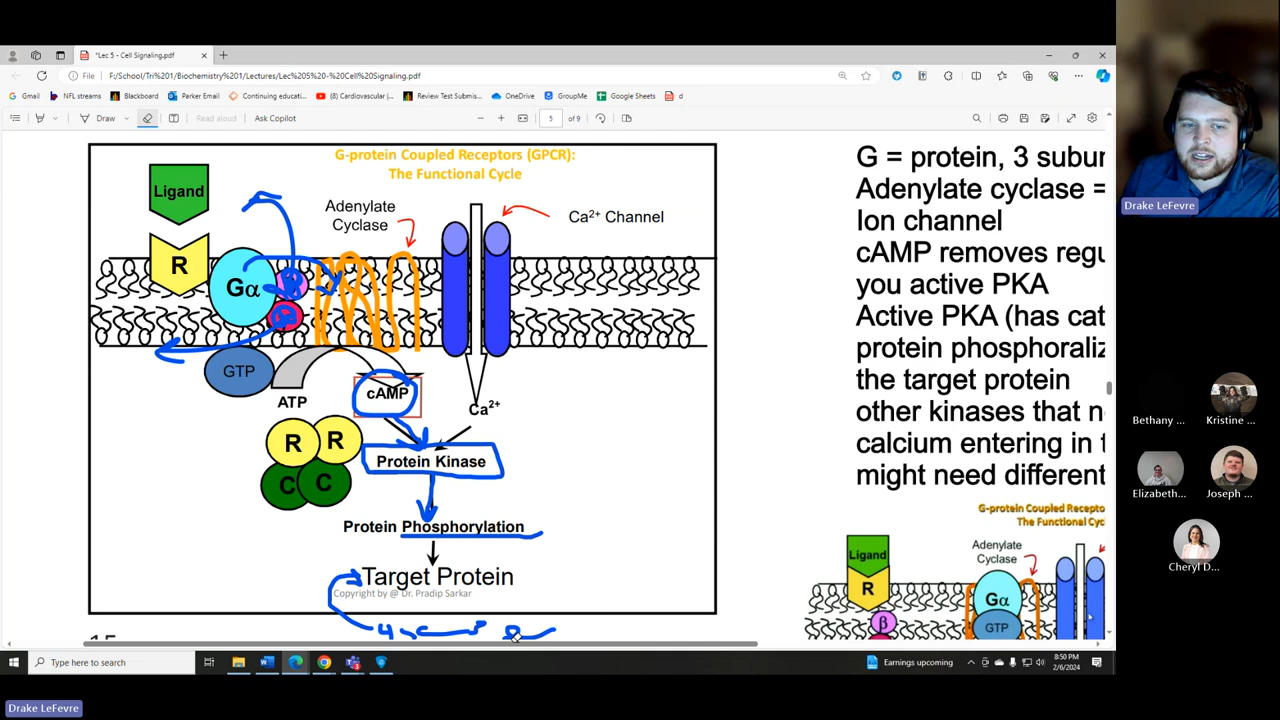 *Lec 5 - Cell Signaling.pdf
File
F:/School/Tri%201/Biochemistry%201/Lectures/Lec%205%20-%20Cell%20Signaling.pdf
Gmail
NFL streams
Blackboard
Parker Email
Continuing educati...
(8) Cardiovascular |...
Review Test Submis...
OneDrive
GroupMe
Google Sheets
d
Draw
Read aloud
Ask Copilot
5
of 9
G-protein Coupled Receptors (GPCR):
The Functional Cycle
Ligand
Adenylate
Cyclase
Ca2+ Channel
R
Gα
GTP
ATP
cAMP
Ca2+
R
R
C
C
Protein Kinase
Protein Phosphorylation
Target Protein
Copyright by @ Dr. Pradip Sarkar
G = protein, 3 subur
Adenylate cyclase =
Ion channel
cAMP removes regu
you active PKA
Active PKA (has cat
protein phosphoraliz
the target protein
other kinases that n
calcium entering in t
might need different
G-protein Coupled Recepto
The Functional Cyc
Ligand
Adenylate
Cyclase
R
Gα
β
GTP
Type here to search
Earnings upcoming
8:50 PM
2/6/2024
Drake LeFevre
Bethany
Kristine ...
Elizabeth...
Joseph ...
Cheryl D...
Drake LeFevre